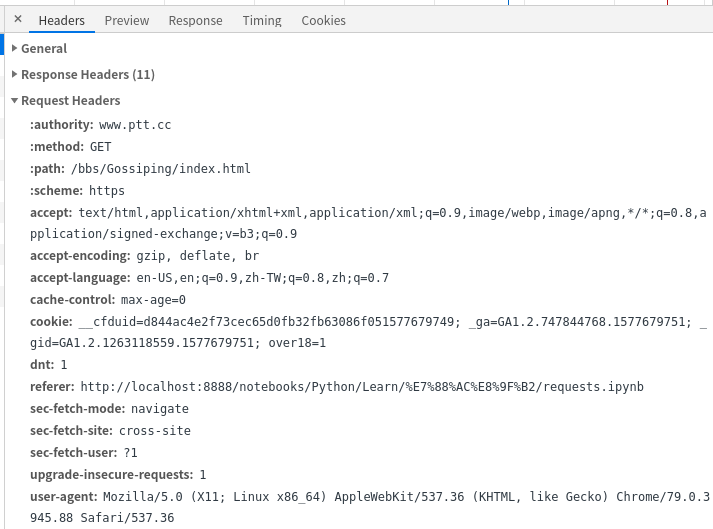 × Headers Preview Response Timing Cookies
General
Response Headers (11)
Request Headers
:authority: www.ptt.cc
:method: GET
:path: /bbs/Gossiping/index.html
:scheme: https
accept: text/html,application/xhtml+xml,application/xml;q=0.9,image/webp,image/apng,*/*;q=0.8,a
pplication/signed-exchange;v=b3;q=0.9
accept-encoding: gzip, deflate, br
accept-language: en-US,en;q=0.9,zh-TW;q=0.8,zh;q=0.7
cache-control: max-age=0
cookie: __cfduid=d844ac4e2f73cec65d0fb32fb63086f051577679749; _ga=GA1.2.747844768.1577679751; _
gid=GA1.2.1263118559.1577679751; over18=1
dnt: 1
referer: http://localhost:8888/notebooks/Python/Learn/%E7%88%AC%E8%9F%B2/requests.ipynb
sec-fetch-mode: navigate
sec-fetch-site: cross-site
sec-fetch-user: ?1
upgrade-insecure-requests: 1
user-agent: Mozilla/5.0 (X11; Linux x86_64) AppleWebKit/537.36 (KHTML, like Gecko) Chrome/79.0.3
945.88 Safari/537.36